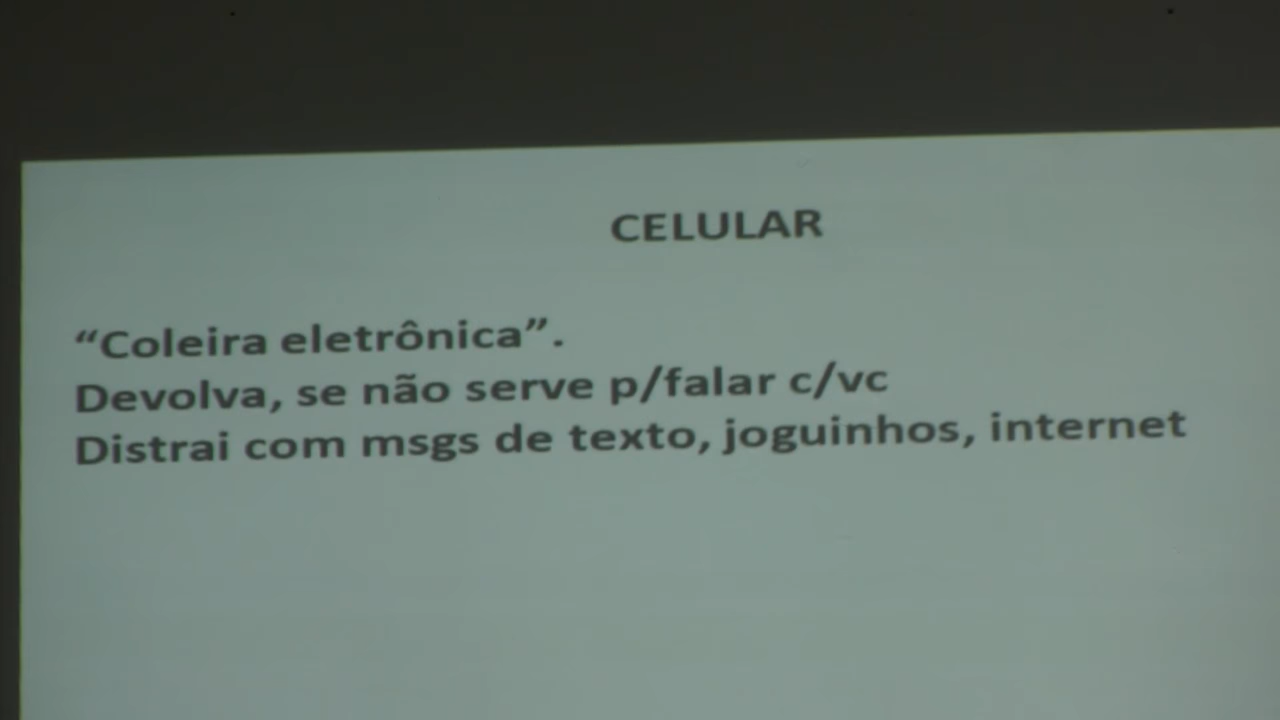 CELULAR
“Coleira eletrônica”.
Devolva, se não serve p/falar c/vc
Distrai com msgs de texto, joguinhos, internet